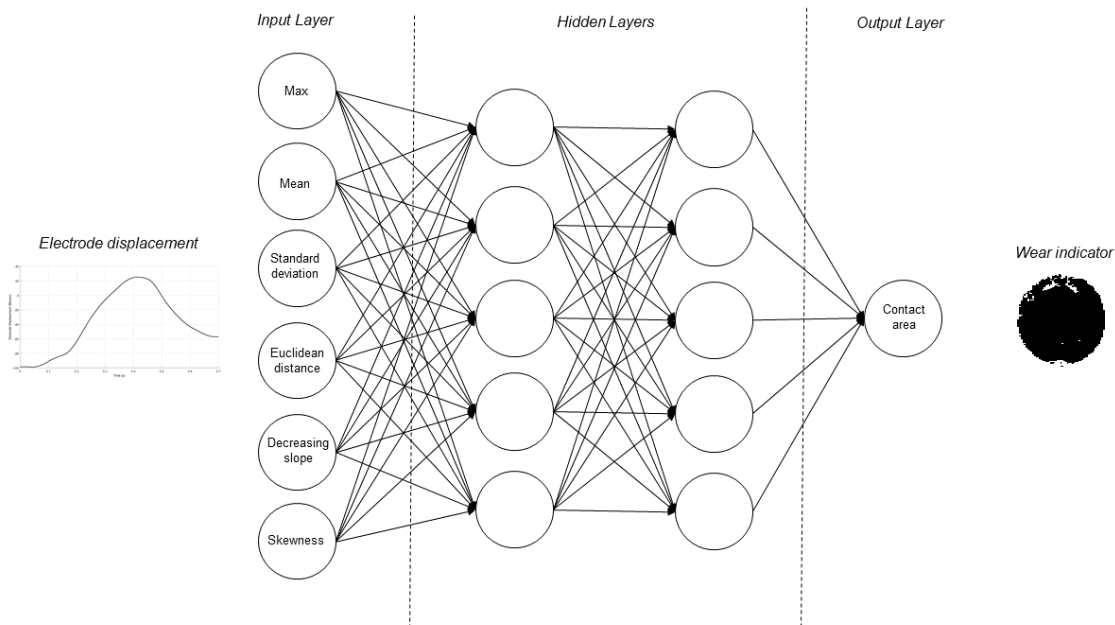 Input Layer
Hidden Layers
Output Layer
Max
Mean
Standard
deviation
Euclidean
distance
Decreasing
slope
Skewness
Electrode displacement
Contact
area
Wear indicator